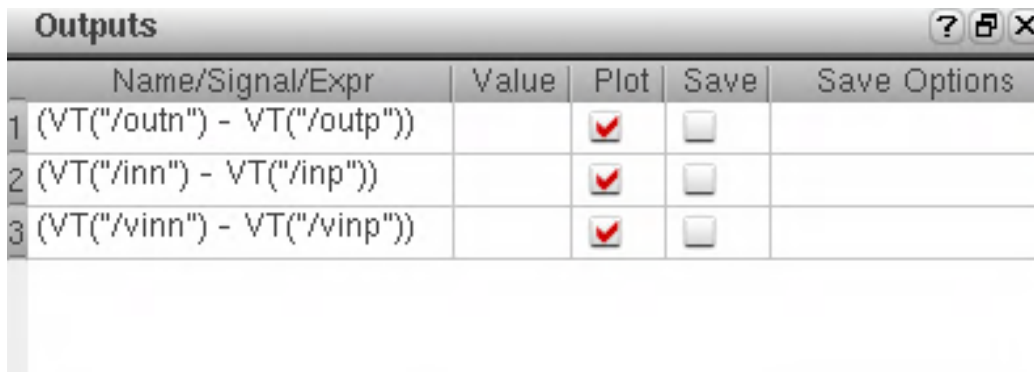 Outputs ?
Name/Signal/Expr Value Plot Save Save Options
1 (VT("/outn") - VT("/outp"))
2 (VT("/inn") - VT("/inp"))
3 (VT("/vinn") - VT("/vinp"))